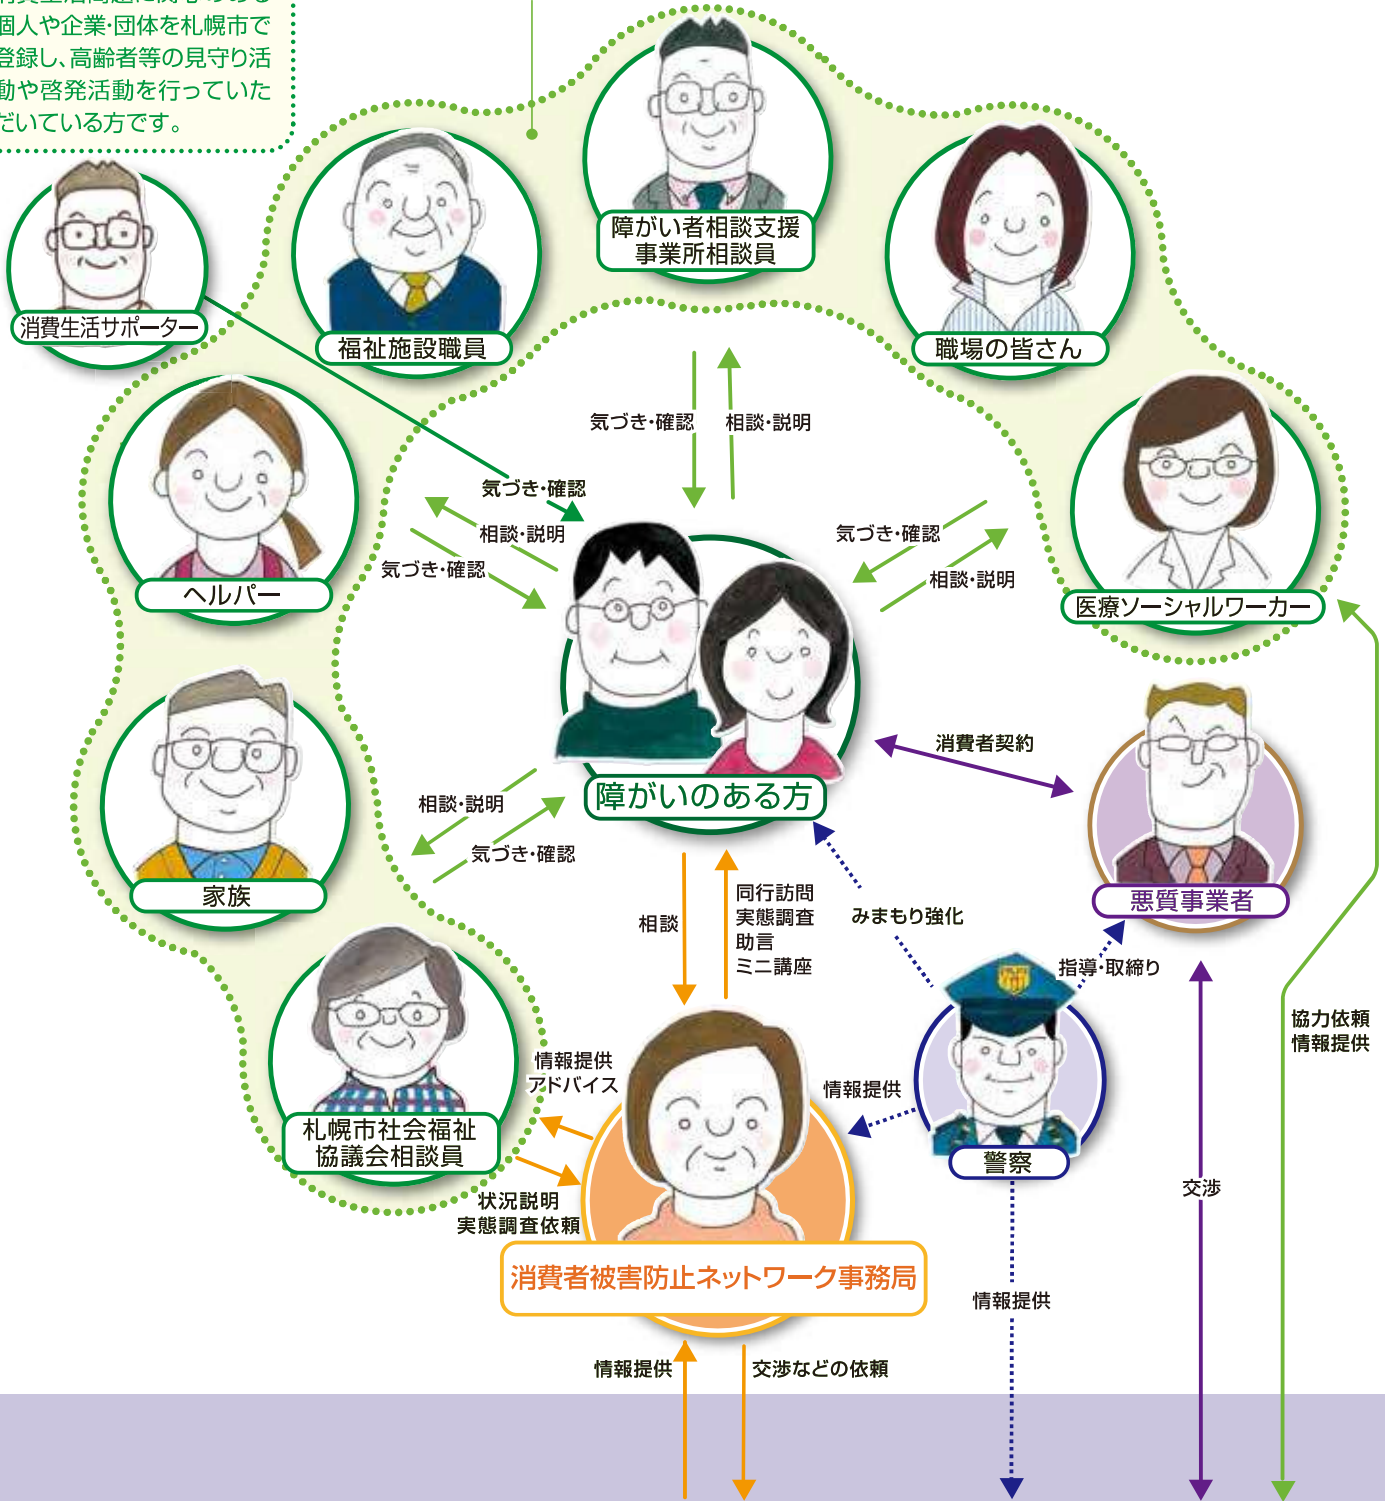 個人や企業・団体を札幌市で
登録し、高齢者等の見守り活
動や啓発活動を行っていた
だいている方です。
消費生活サポーター
福祉施設職員
障がい者相談支援
事業所相談員
職場の皆さん
医療ソーシャルワーカー
ヘルパー
家族
札幌市社会福祉
協議会相談員
気づき・確認
相談・説明
気づき・確認
相談・説明
気づき・確認
気づき・確認
相談・説明
相談・説明
気づき・確認
障がいのある方
消費者契約
悪質事業者
相談
同行訪問
実態調査
助言
ミニ講座
みまもり強化
指導・取締り
協力依頼
情報提供
情報提供
アドバイス
情報提供
警察
状況説明
実態調査依頼
交渉
消費者被害防止ネットワーク事務局
情報提供
情報提供
交渉などの依頼